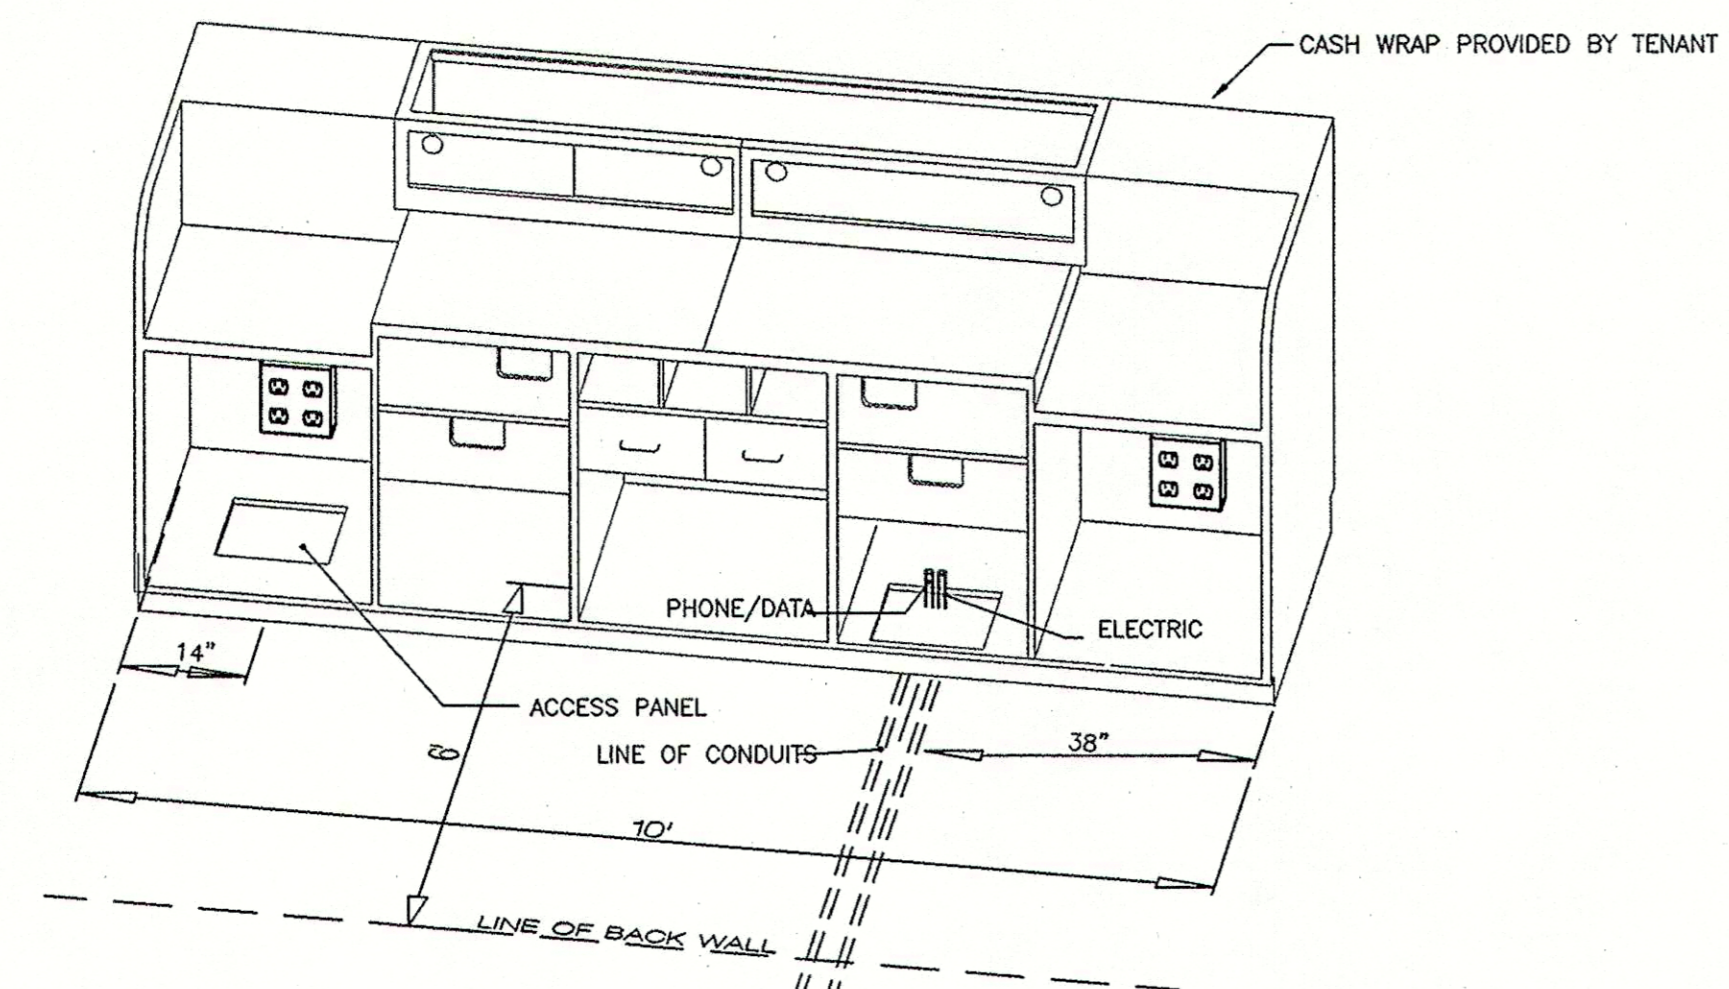 CASH WRAP PROVIDED BY TENANT
PHONE/DATA
ELECTRIC
14"
ACCESS PANEL
LINE OF CONDUITS
38"
10'
LINE OF BACK WALL